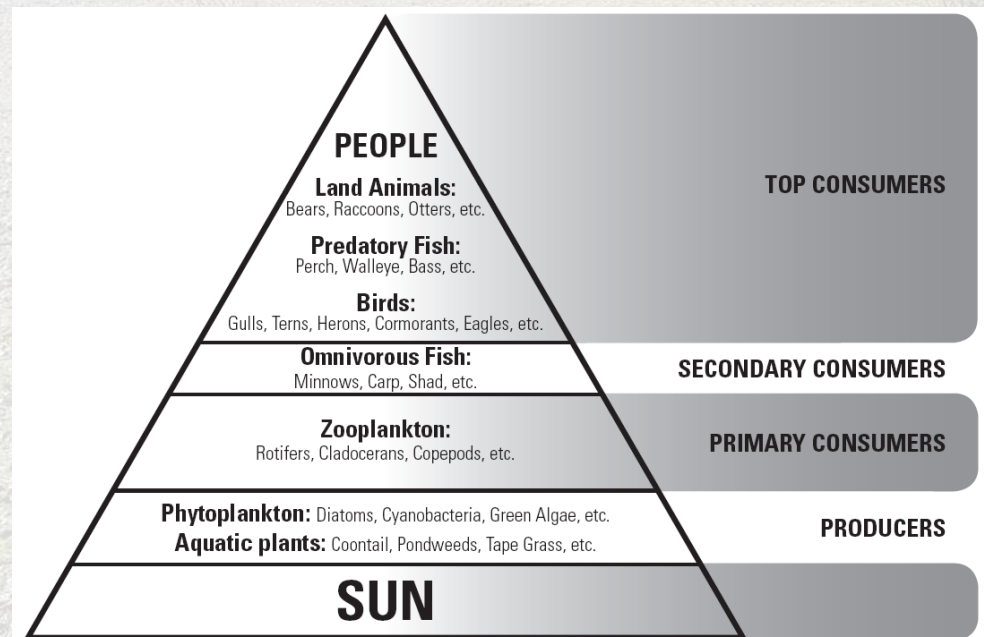 PEOPLE
Land Animals:
Bears, Raccoons, Otters, etc.
Predatory Fish:
Perch, Walleye, Bass, etc.
Birds:
Gulls, Terns, Herons, Cormorants, Eagles, etc.
TOP CONSUMERS
Omnivorous Fish:
Minnows, Carp, Shad, etc.
SECONDARY CONSUMERS
Zooplankton:
Rotifers, Cladocerans, Copepods, etc.
PRIMARY CONSUMERS
Phytoplankton: Diatoms, Cyanobacteria, Green Algae, etc.
Aquatic plants: Coontail, Pondweeds, Tape Grass, etc.
PRODUCERS
SUN